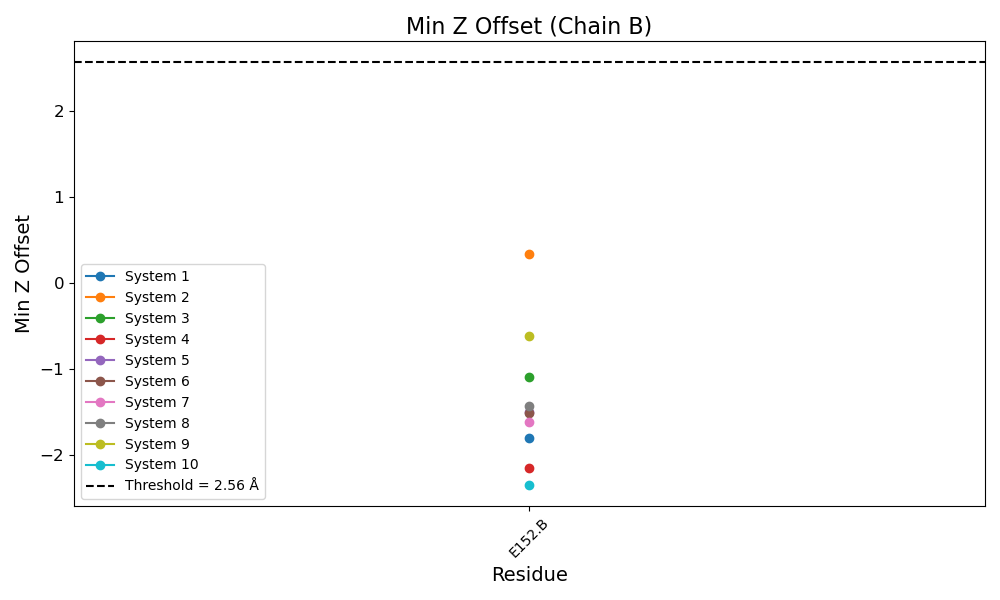 Min Z Offset (Chain B)
Min Z Offset
2
1
0
−1
−2
System 1
System 2
System 3
System 4
System 5
System 6
System 7
System 8
System 9
System 10
Threshold = 2.56 Å
E152.B
Residue